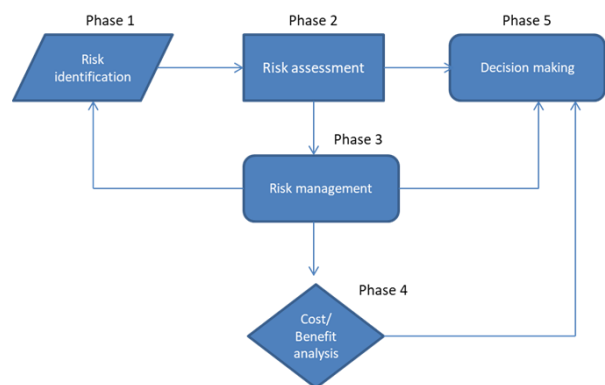 Phase 1
Phase 2
Phase 5
Risk
identification
Risk assessment
Decision making
Phase 3
Risk management
Phase 4
Cost/
Benefit
analysis